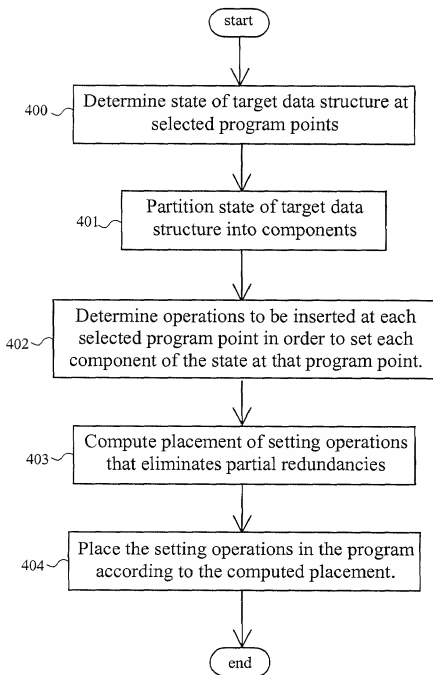 start
400
Determine state of target data structure at
selected program points
401
Partition state of target data
structure into components
402
Determine operations to be inserted at each
selected program point in order to set each
component of the state at that program point.
403
Compute placement of setting operations
that eliminates partial redundancies
404
Place the setting operations in the program
according to the computed placement.
end